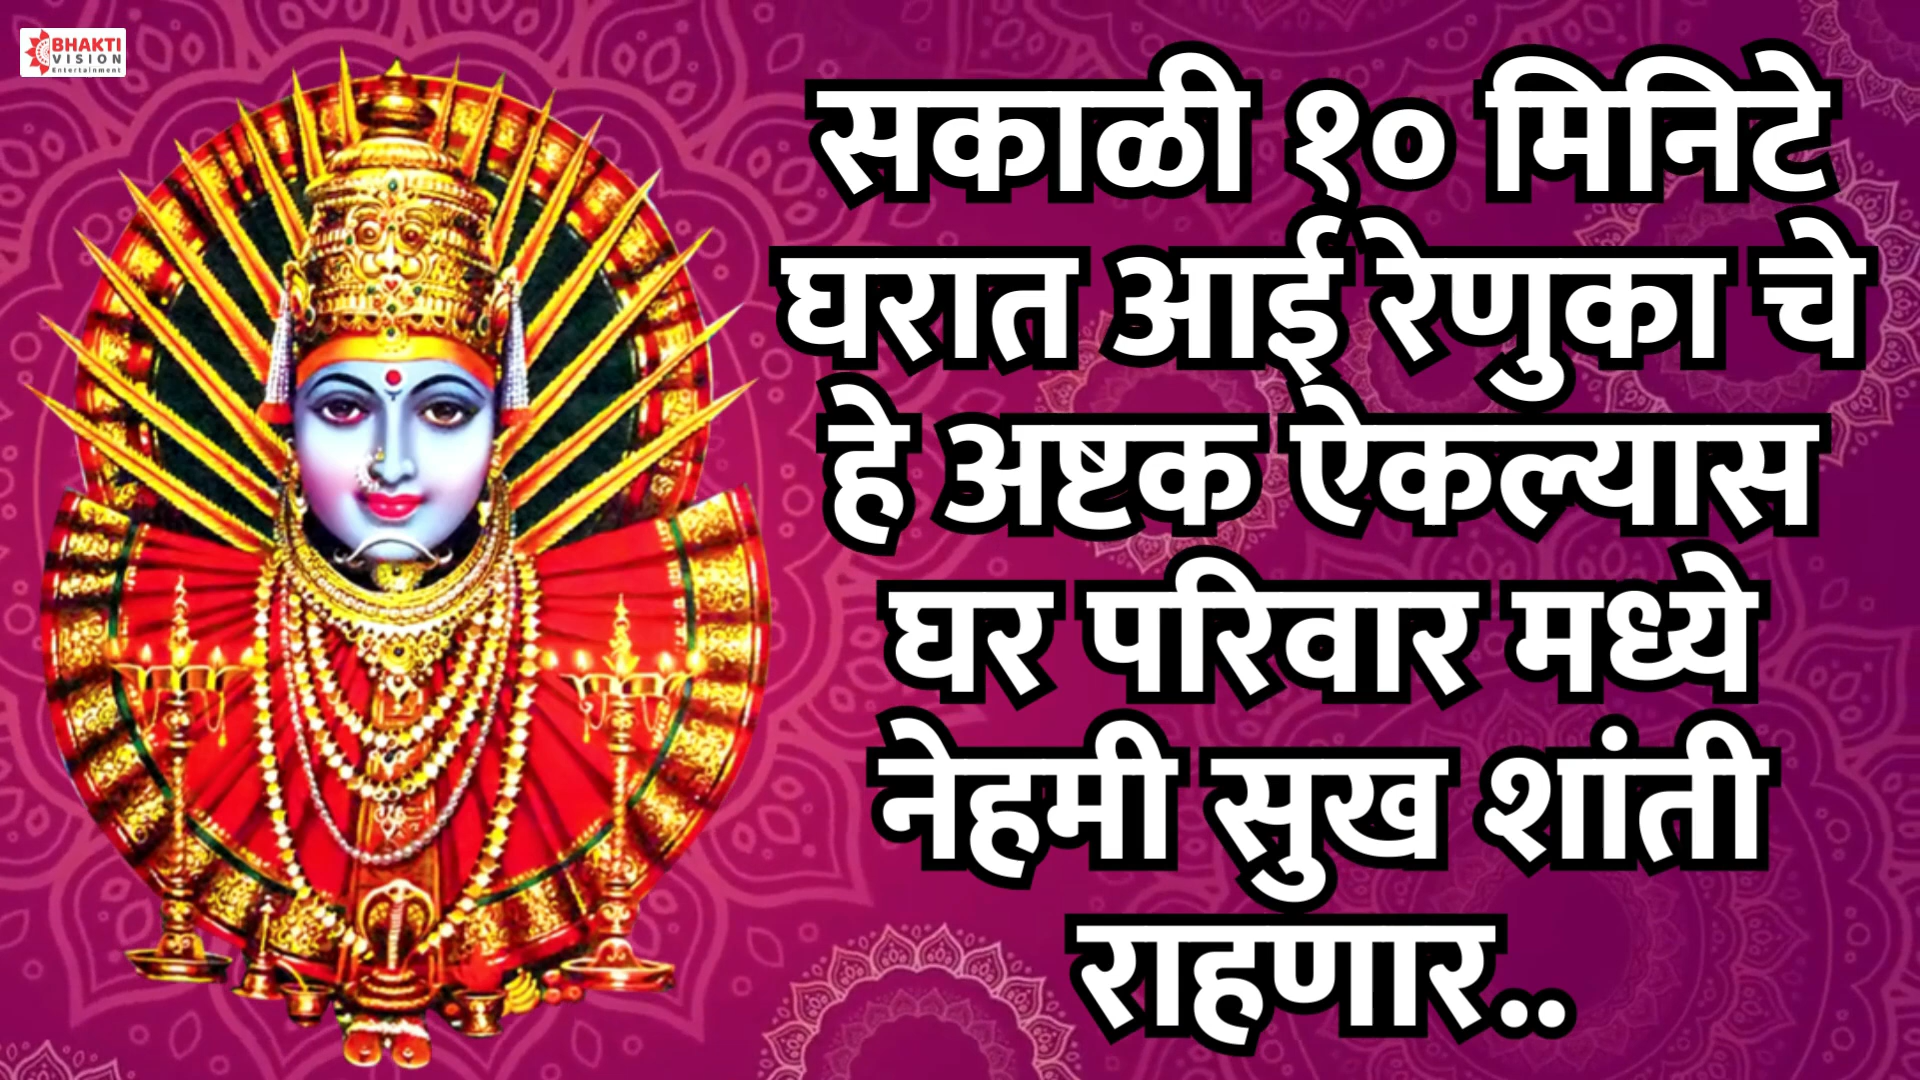 BHAKTI
VISION
Entertainment
सकाळी १० मिनिटे
घरात आई रेणुका चे
हे अष्टक ऐकल्यास
घर परिवार मध्ये
नेहमी सुख शांती
राहणार..